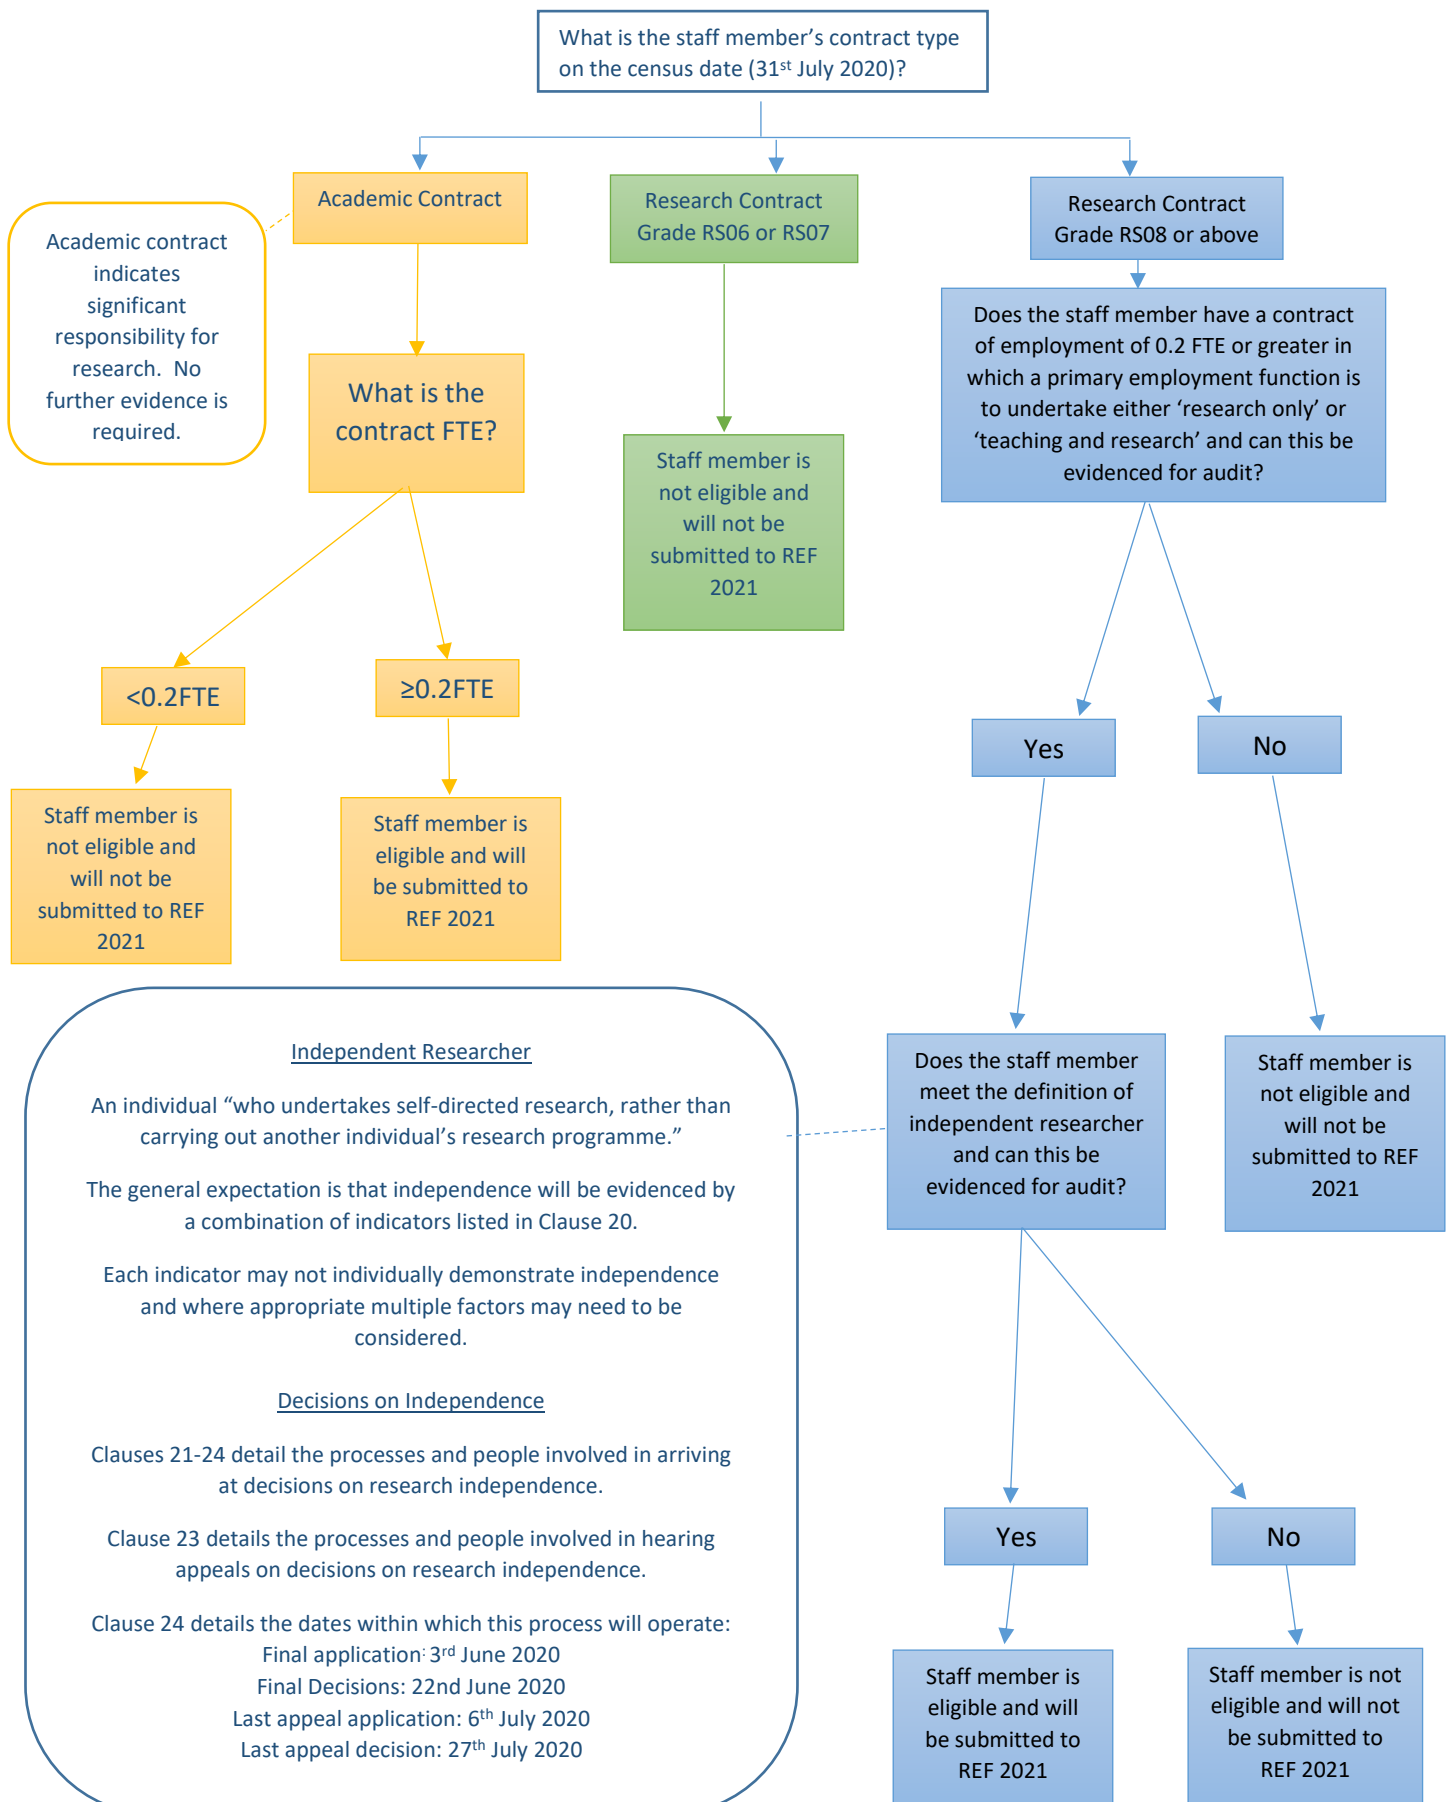 What is the staff member’s contract type
on the census date (31st July 2020)?
Academic Contract
Research Contract
Grade RS06 or RS07
Research Contract
Grade RS08 or above
Academic contract
indicates
significant
responsibility for
research. No
further evidence is
required.
What is the
contract FTE?
Staff member is
not eligible and
will not be
submitted to REF
2021
Does the staff member have a contract
of employment of 0.2 FTE or greater in
which a primary employment function is
to undertake either ‘research only’ or
‘teaching and research’ and can this be
evidenced for audit?
<0.2FTE
≥0.2FTE
Yes
No
Staff member is
not eligible and
will not be
submitted to REF
2021
Staff member is
eligible and will
be submitted to
REF 2021
Independent Researcher
An individual “who undertakes self-directed research, rather than
carrying out another individual’s research programme.”
The general expectation is that independence will be evidenced by
a combination of indicators listed in Clause 20.
Each indicator may not individually demonstrate independence
and where appropriate multiple factors may need to be
considered.
Decisions on Independence
Clauses 21-24 detail the processes and people involved in arriving
at decisions on research independence.
Clause 23 details the processes and people involved in hearing
appeals on decisions on research independence.
Clause 24 details the dates within which this process will operate:
Final application: 3rd June 2020
Final Decisions: 22nd June 2020
Last appeal application: 6th July 2020
Last appeal decision: 27th July 2020
Does the staff member
meet the definition of
independent researcher
and can this be
evidenced for audit?
Staff member is
not eligible and
will not be
submitted to REF
2021
Yes
No
Staff member is
eligible and will
be submitted to
REF 2021
Staff member is not
eligible and will not
be submitted to
REF 2021